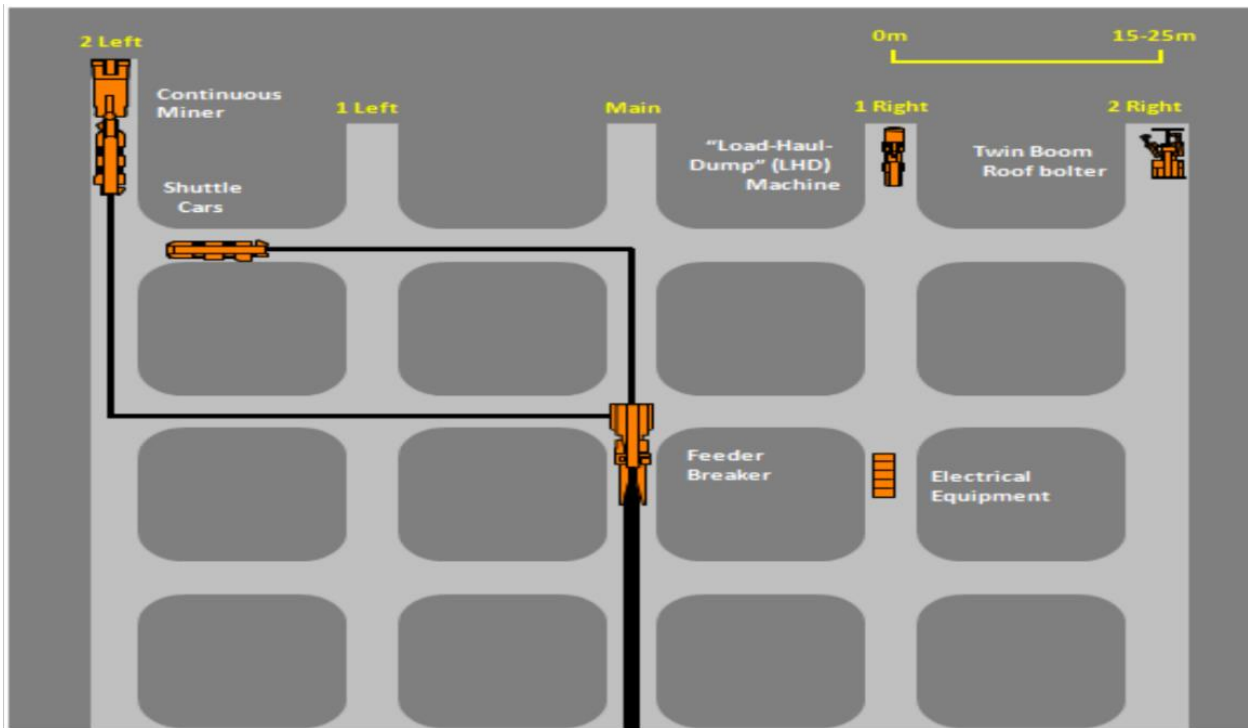 2 Left
0m
15-25m
Continuous
Miner
1 Left
Main
1 Right
2 Right
“Load-Haul-
Dump” (LHD)
Machine
Twin Boom
Roof bolter
Shuttle
Cars
Feeder
Breaker
Electrical
Equipment